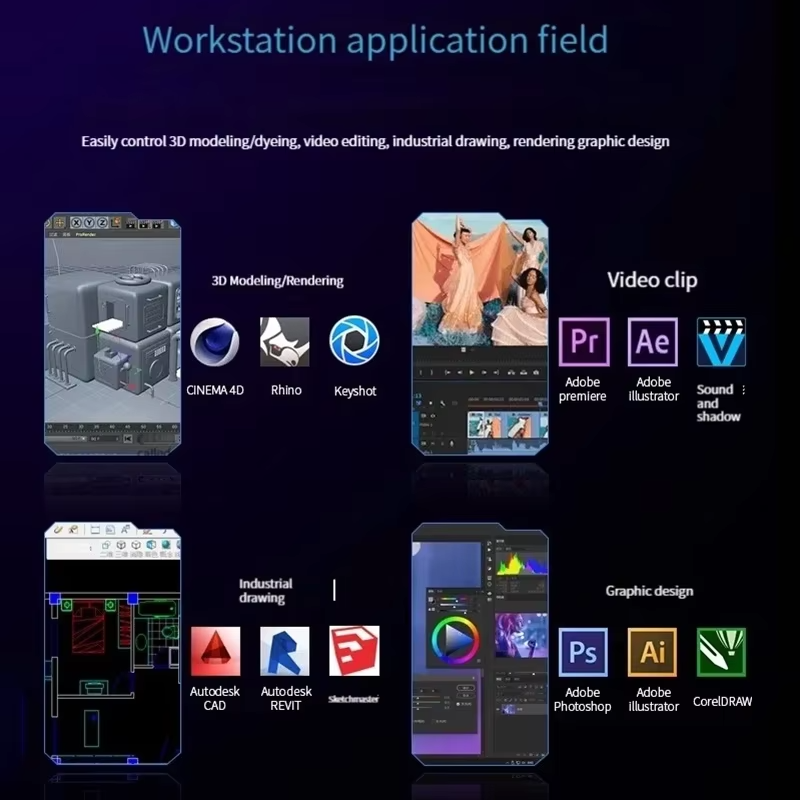 Workstation application field
Easily control 3D modeling/dyeing, video editing, industrial drawing, rendering graphic design
X Y Z
ProRender
3D Modeling/Rendering
CINEMA 4D
Rhino
Keyshot
Video clip
Pr
Ae
Adobe
premiere
Adobe
illustrator
Sound :
and
shadow
Industrial
drawing
Autodesk
CAD
Autodesk
REVIT
Sketchmaster
Graphic design
Ps
Ai
Adobe
Photoshop
Adobe
illustrator
CorelDRAW